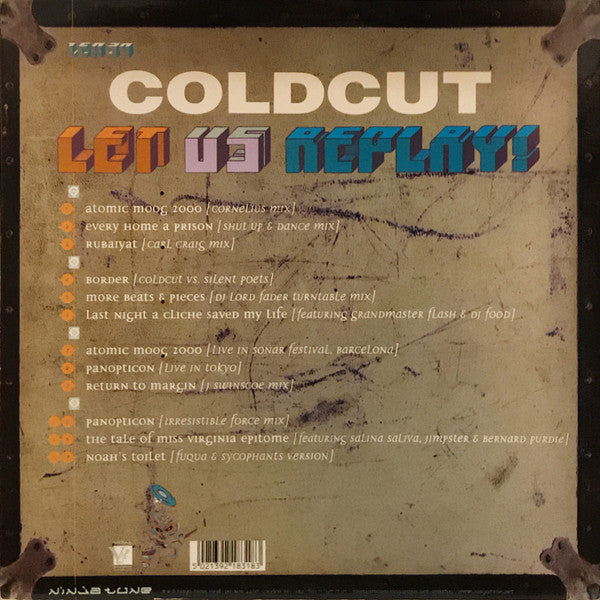 COLDCUT
LET US REPLAY!
atomic moog 2000 [cornelius mix]
every home a prison [shut up & dance mix]
rubaiyat [carl craig mix]
border [coldcut vs. silent poets]
more beats & pieces [dj lord fader turntable mix]
last night a cliche saved my life [featuring grandmaster flash & dj food]
atomic moog 2000 [live in sonar festival, barcelona]
panopticon [live in tokyo]
return to margin [j swinscoe mix]
panopticon [irresistible force mix]
the tale of miss virginia epitome [featuring salena saliva, jimpster & bernard purdie]
noah's toilet [fuqua & sycophants version]
5 021392 183183
ninja tune